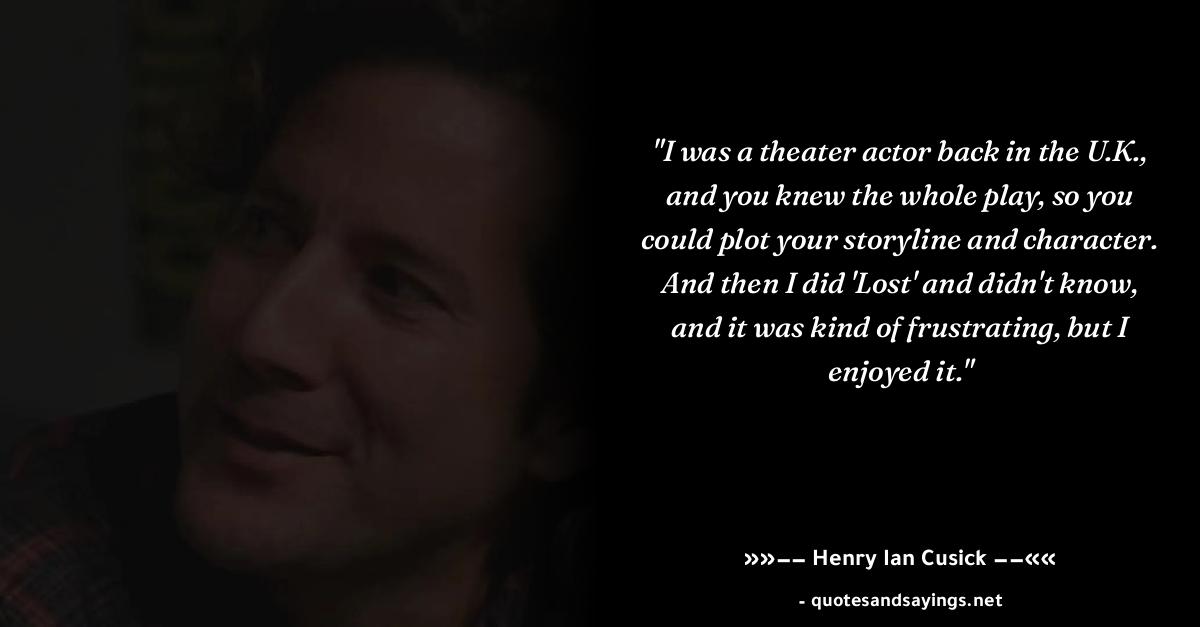 "I was a theater actor back in the U.K.,
and you knew the whole play, so you
could plot your storyline and character.
And then I did 'Lost' and didn't know,
and it was kind of frustrating, but I
enjoyed it."
»»−− Henry Ian Cusick −−««
- quotesandsayings.net